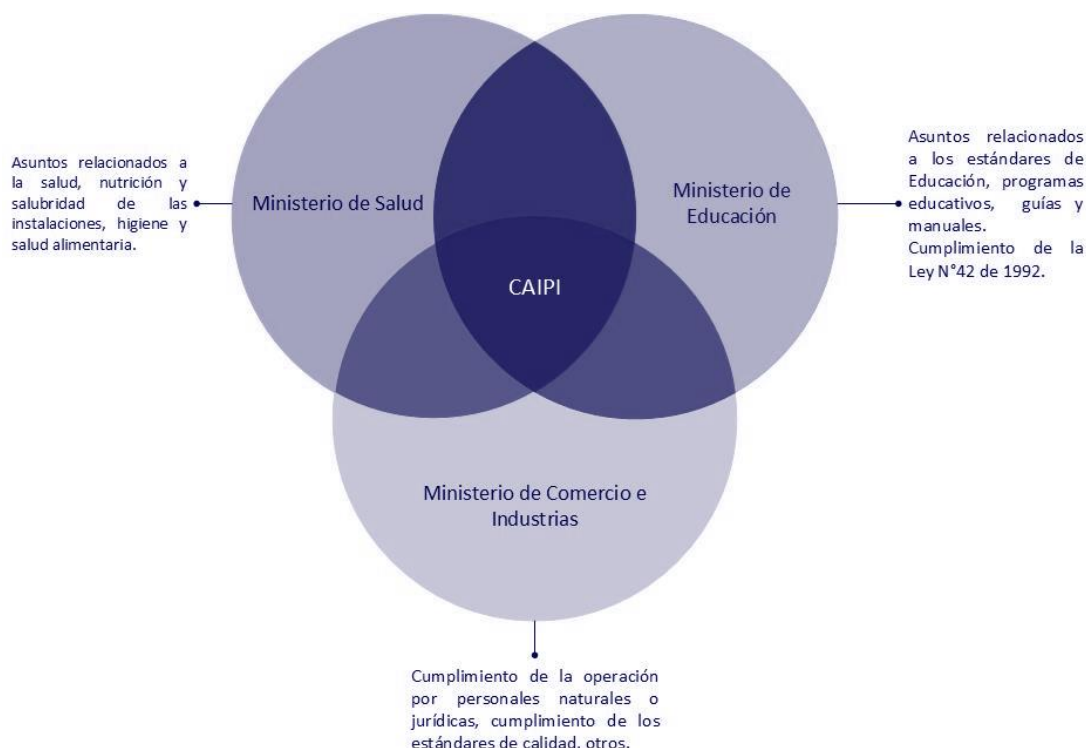 Asuntos relacionados a
la salud, nutrición y
salubridad de las
instalaciones, higiene y
salud alimentaria.
Ministerio de Salud
Ministerio de
Educación
Asuntos relacionados
a los estándares de
Educación, programas
educativos, guías y
manuales.
Cumplimiento de la
Ley N°42 de 1992.
CAIPI
Ministerio de Comercio e
Industrias
Cumplimiento de la operación
por personales naturales o
jurídicas, cumplimiento de los
estándares de calidad, otros.